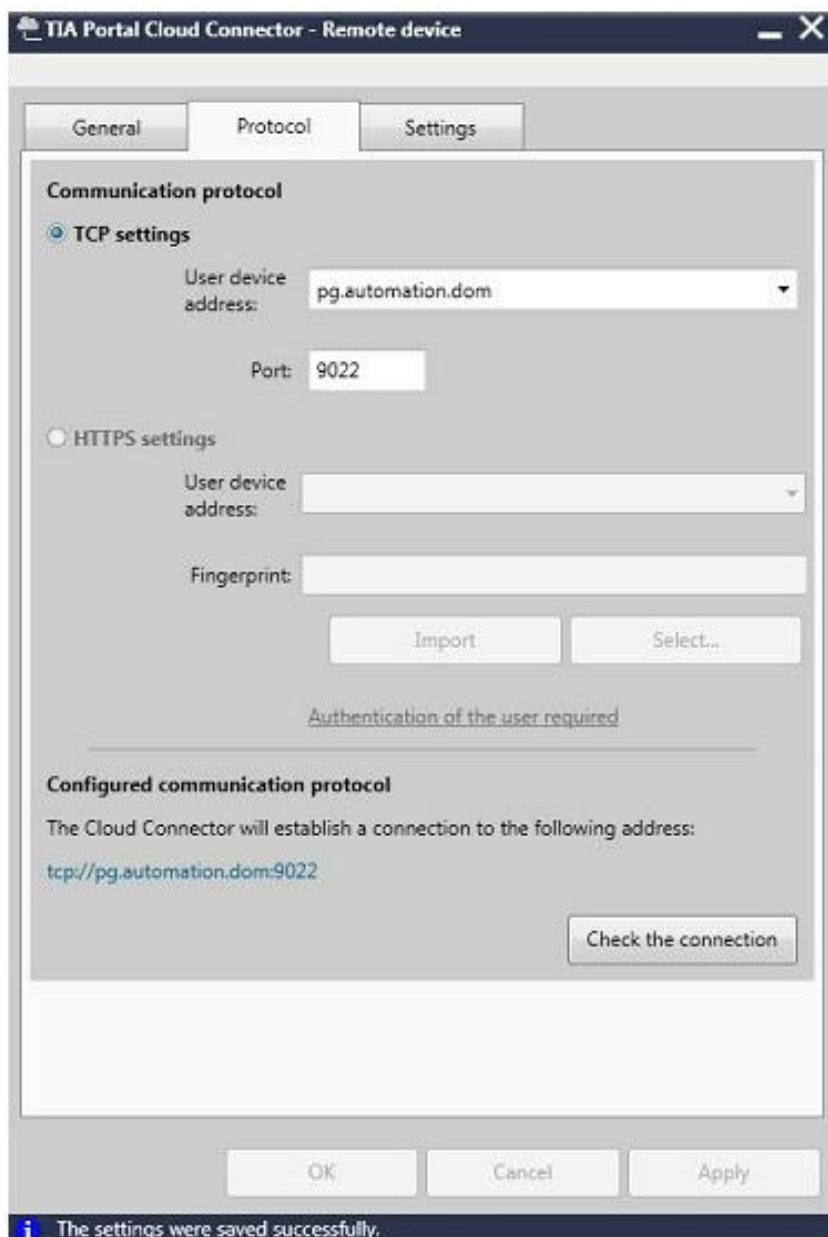 TIA Portal Cloud Connector - Remote device
General
Protocol
Settings
Communication protocol
TCP settings
User device
address:
pg.automation.dom
Port:
9022
HTTPS settings
User device
address:
Fingerprint:
Import
Select...
Authentication of the user required
Configured communication protocol
The Cloud Connector will establish a connection to the following address:
tcp://pg.automation.dom:9022
Check the connection
OK
Cancel
Apply
The settings were saved successfully.